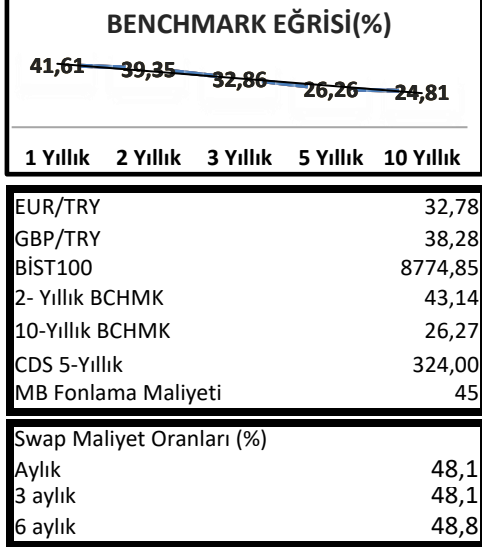 BENCHMARK EĞRİSİ(%)
41,61 39,35 32,86 26,26 24,81
1 Yıllık 2 Yıllık 3 Yıllık 5 Yıllık 10 Yıllık
EUR/TRY 32,78
GBP/TRY 38,28
BİST100 8774,85
2- Yıllık BCHMK 43,14
10-Yıllık BCHMK 26,27
CDS 5-Yıllık 324,00
MB Fonlama Maliyeti 45
Swap Maliyet Oranları (%)
Aylık 48,1
3 aylık 48,1
6 aylık 48,8